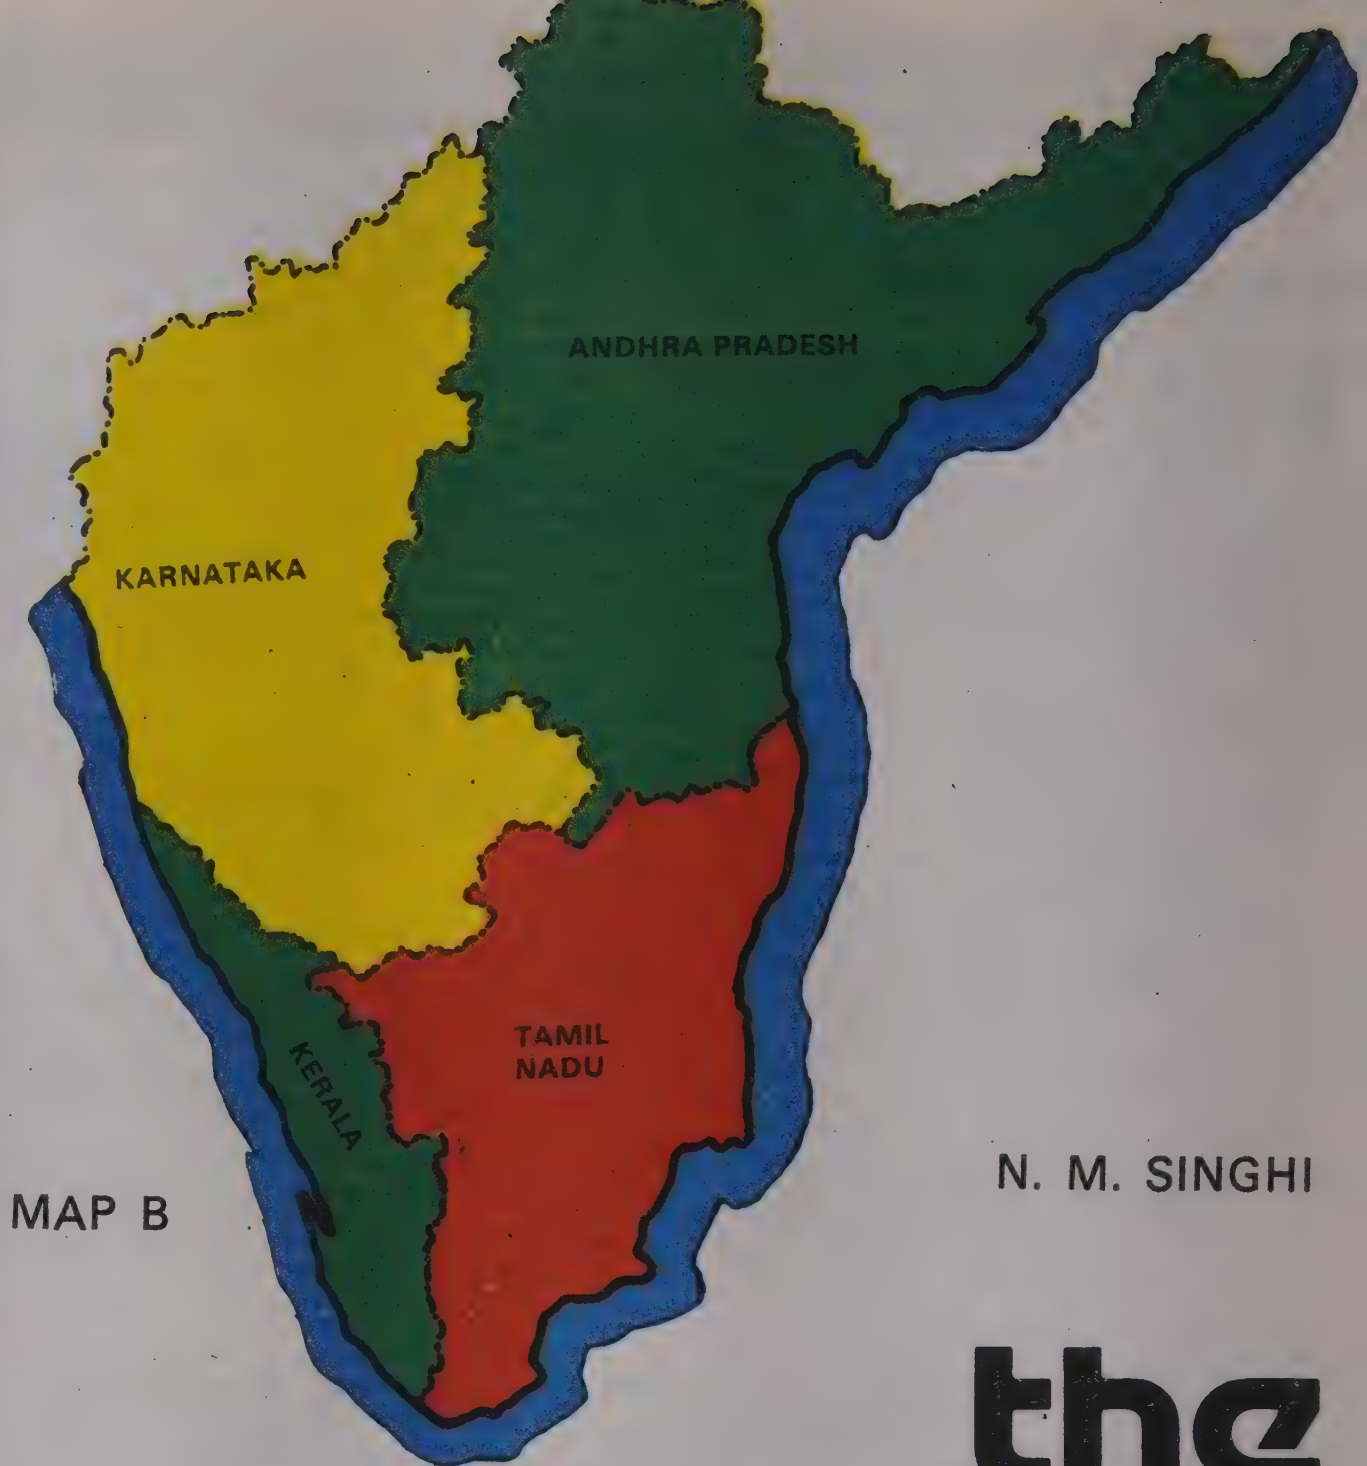 ANDHRA PRADESH
KARNATAKA
TAMIL
NADU
KERALA
N. M. SINGHI
MAP B
the